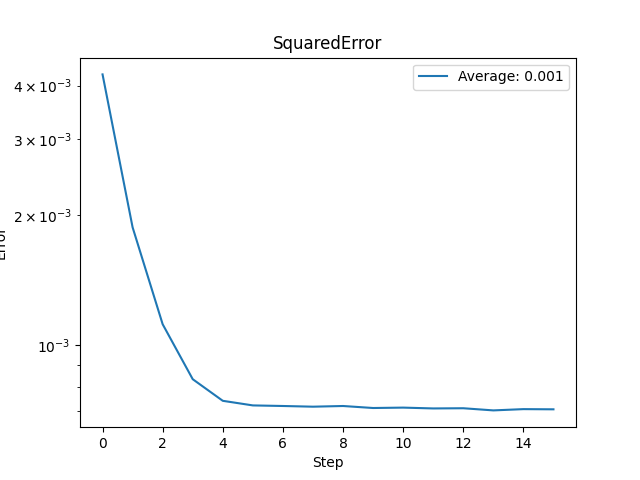 SquaredError
Average: 0.001
4 × 10⁻³
3 × 10⁻³
2 × 10⁻³
10⁻³
Error
0 2 4 6 8 10 12 14
Step